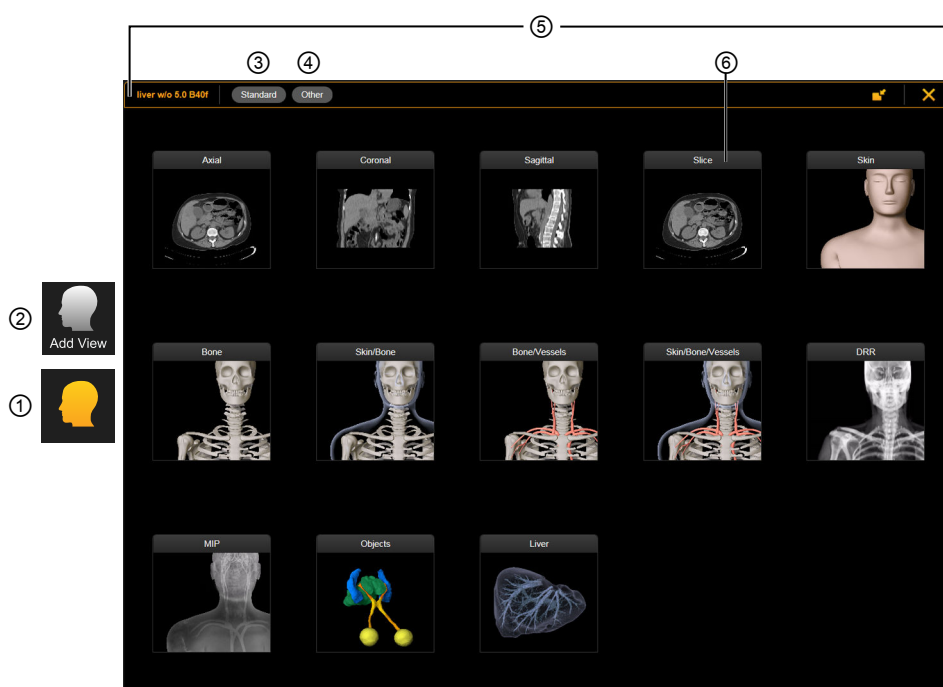 ⑤
③ ④ ⑥
liver w/o 5.0 B40f Standard Other
Axial Coronal Sagittal Slice Skin
②
Add View
Bone Skin/Bone Bone/Vessels Skin/Bone/Vessels DRR
①
MIP Objects Liver